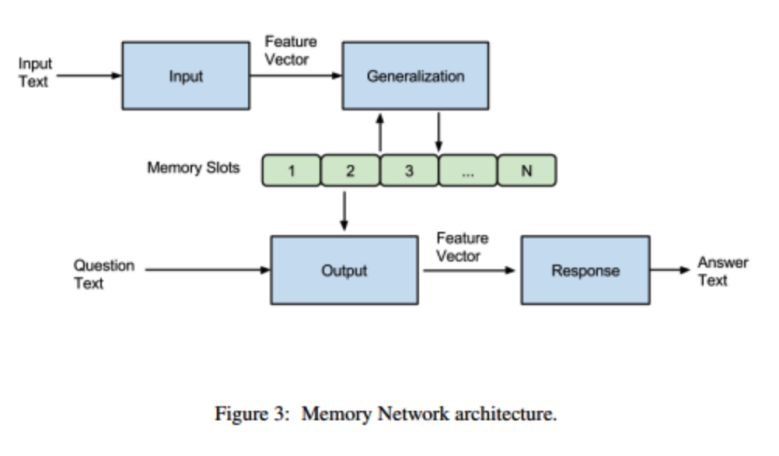 Input
Text
Input
Feature
Vector
Generalization
Memory Slots
1
2
3
...
N
Question
Text
Output
Feature
Vector
Response
Answer
Text
Figure 3: Memory Network architecture.